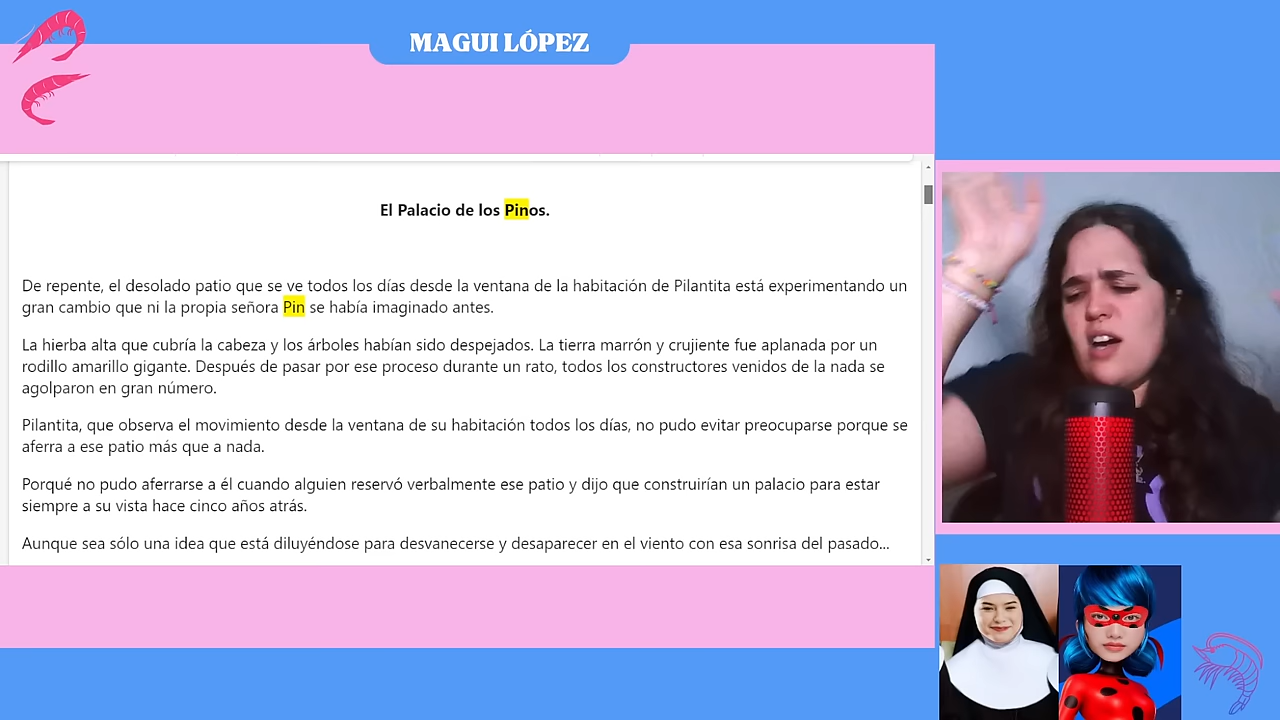 MAGUI LÓPEZ
El Palacio de los Pinos.
De repente, el desolado patio que se ve todos los días desde la ventana de la habitación de Pilantita está experimentando un
gran cambio que ni la propia señora Pin se había imaginado antes.
La hierba alta que cubría la cabeza y los árboles habían sido despejados. La tierra marrón y crujiente fue aplanada por un
rodillo amarillo gigante. Después de pasar por ese proceso durante un rato, todos los constructores venidos de la nada se
agolparon en gran número.
Pilantita, que observa el movimiento desde la ventana de su habitación todos los días, no pudo evitar preocuparse porque se
aferra a ese patio más que a nada.
Porqué no pudo aferrarse a él cuando alguien reservó verbalmente ese patio y dijo que construirían un palacio para estar
siempre a su vista hace cinco años atrás.
Aunque sea sólo una idea que está diluyéndose para desvanecerse y desaparecer en el viento con esa sonrisa del pasado...